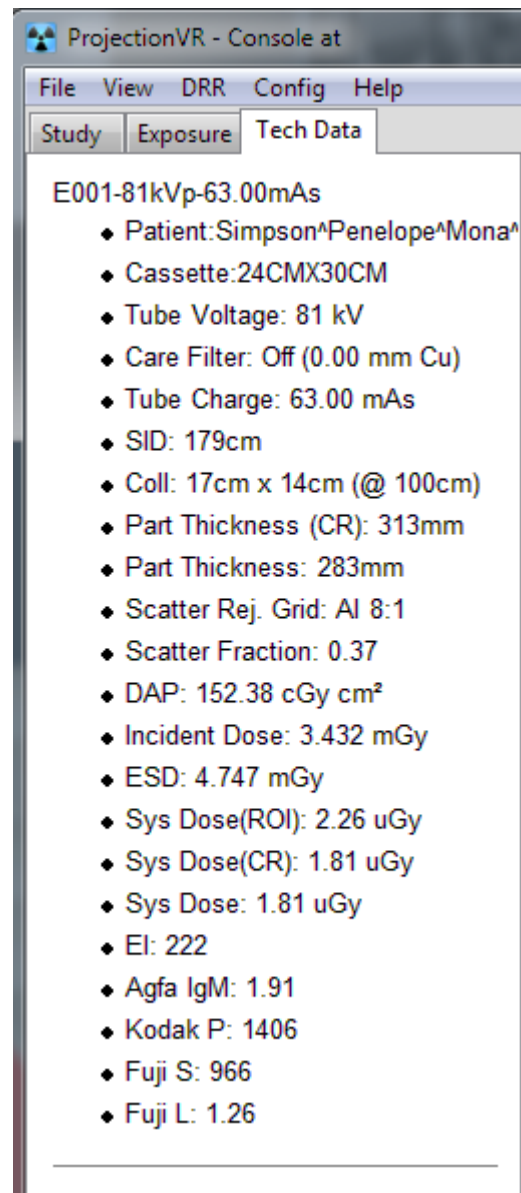 ProjectionVR - Console at
File View DRR Config Help
Study Exposure Tech Data
E001-81kVp-63.00mAs
Patient:Simpson^Penelope^Mona^
Cassette:24CMX30CM
Tube Voltage: 81 kV
Care Filter: Off (0.00 mm Cu)
Tube Charge: 63.00 mAs
SID: 179cm
Coll: 17cm x 14cm (@ 100cm)
Part Thickness (CR): 313mm
Part Thickness: 283mm
Scatter Rej. Grid: Al 8:1
Scatter Fraction: 0.37
DAP: 152.38 cGy cm²
Incident Dose: 3.432 mGy
ESD: 4.747 mGy
Sys Dose(ROI): 2.26 uGy
Sys Dose(CR): 1.81 uGy
Sys Dose: 1.81 uGy
EI: 222
Agfa IgM: 1.91
Kodak P: 1406
Fuji S: 966
Fuji L: 1.26